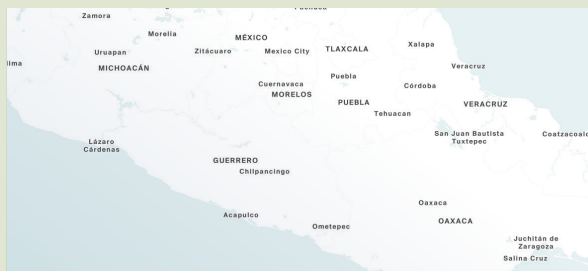 Zamora
Morelia
MÉXICO
Xalapa
Uruapan
Zitácuaro
Mexico City
TLAXCALA
MICHOACÁN
Puebla
Veracruz
Cuernavaca
Córdoba
MORELOS
PUEBLA
VERACRUZ
Tehuacan
San Juan Bautista
Tuxtepec
Lázaro
Cárdenas
GUERRERO
Chilpancingo
Oaxaca
Acapulco
OAXACA
Ometepec
Juchitán de
Zaragoza
Salina Cruz